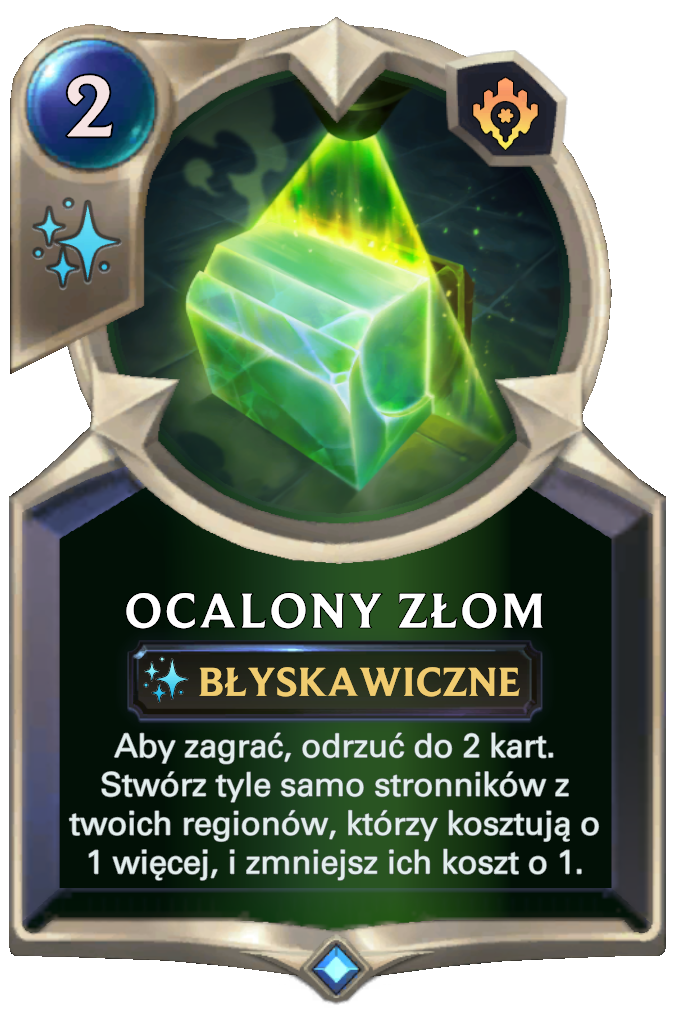 2
OCALONY ZŁOM
BŁYSKAWICZNE
Aby zagrać, odrzuć do 2 kart.
Stwórz tyle samo stronników z
twoich regionów, którzy kosztują o
1 więcej, i zmniejsz ich koszt o 1.